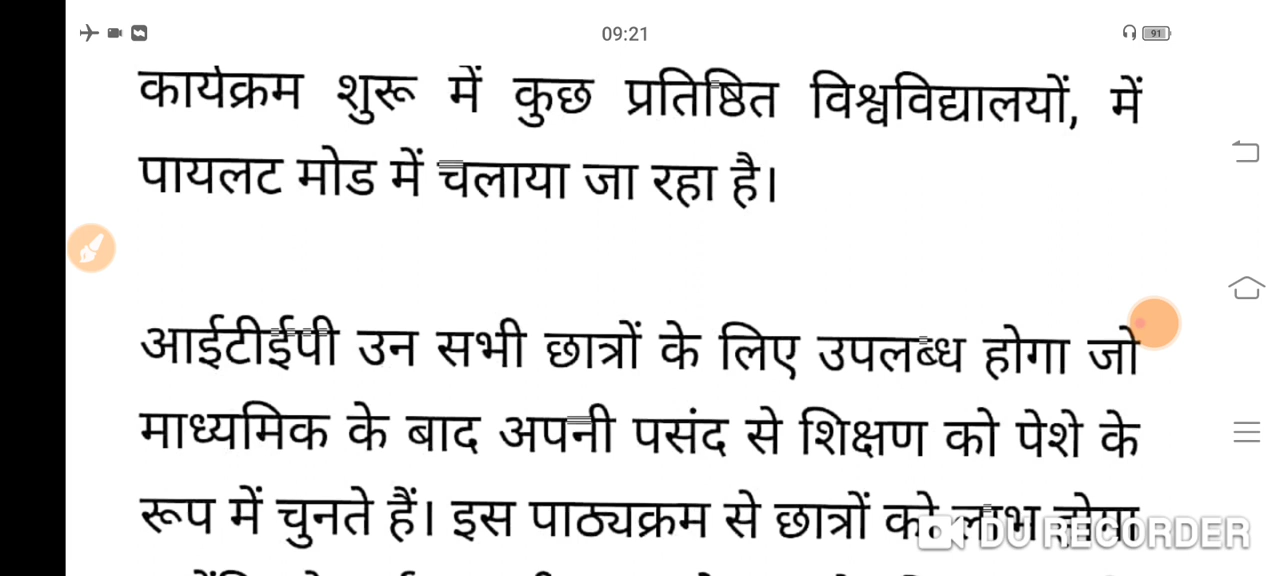 09:21
91
कार्यक्रम शुरू में कुछ प्रतिष्ठित विश्वविद्यालयों, में
पायलट मोड में चलाया जा रहा है।
आईटीईपी उन सभी छात्रों के लिए उपलब्ध होगा जो
माध्यमिक के बाद अपनी पसंद से शिक्षण को पेशे के
रूप में चुनते हैं। इस पाठ्यक्रम से छात्रों को लाभ होगा
DU RECORDER